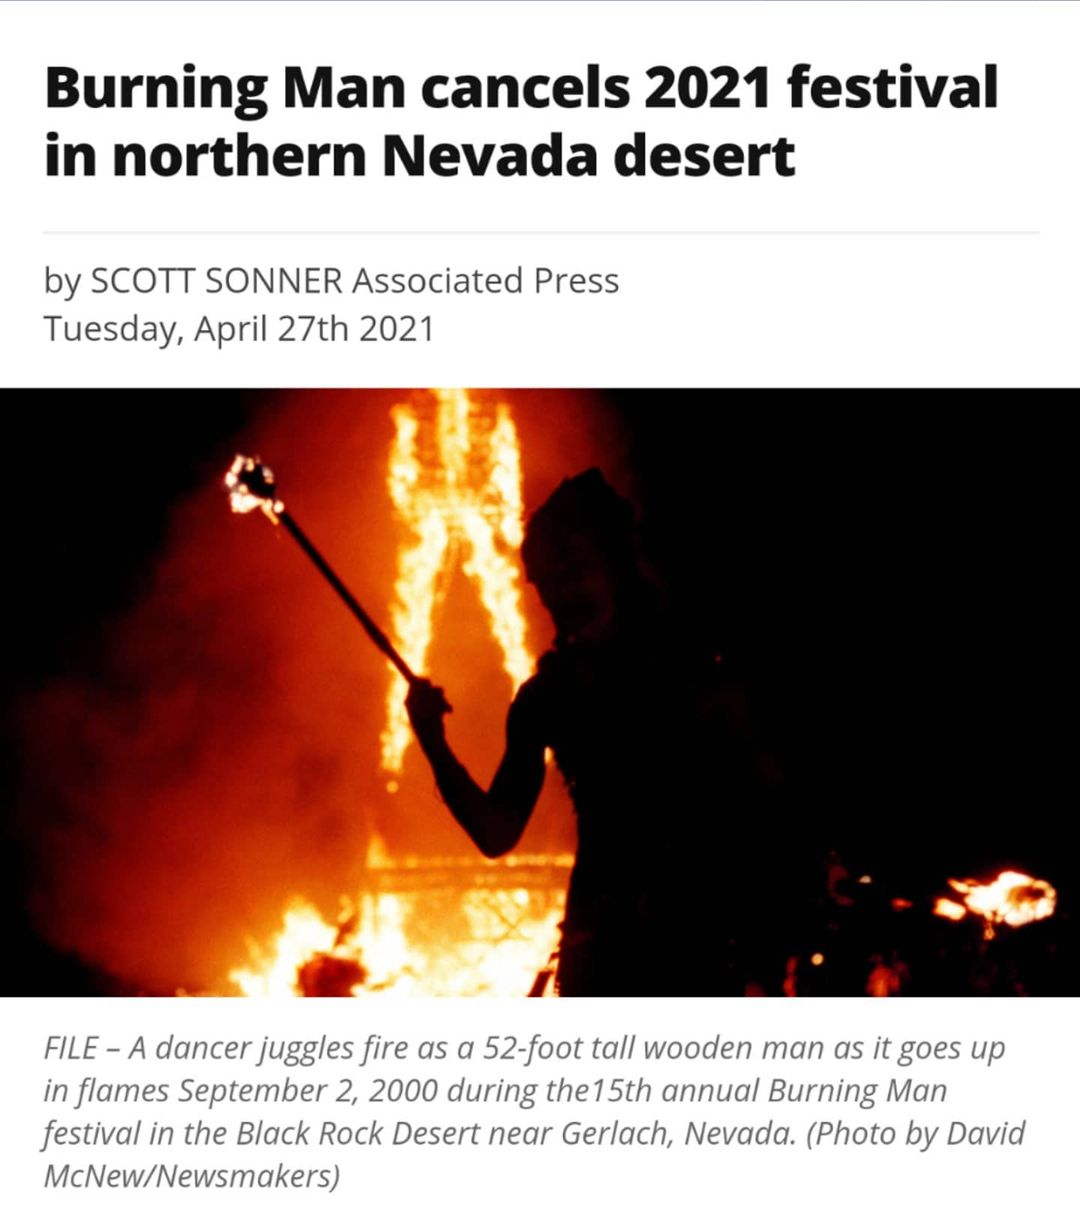 Burning Man cancels 2021 festival
in northern Nevada desert
by SCOTT SONNER Associated Press
Tuesday, April 27th 2021
FILE – A dancer juggles fire as a 52-foot tall wooden man as it goes up
in flames September 2, 2000 during the15th annual Burning Man
festival in the Black Rock Desert near Gerlach, Nevada. (Photo by David
McNew/Newsmakers)